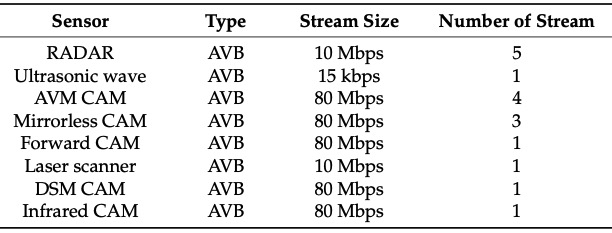 Sensor Type Stream Size Number of Stream
RADAR AVB 10 Mbps 5
Ultrasonic wave AVB 15 kbps 1
AVM CAM AVB 80 Mbps 4
Mirrorless CAM AVB 80 Mbps 3
Forward CAM AVB 80 Mbps 1
Laser scanner AVB 10 Mbps 1
DSM CAM AVB 80 Mbps 1
Infrared CAM AVB 80 Mbps 1